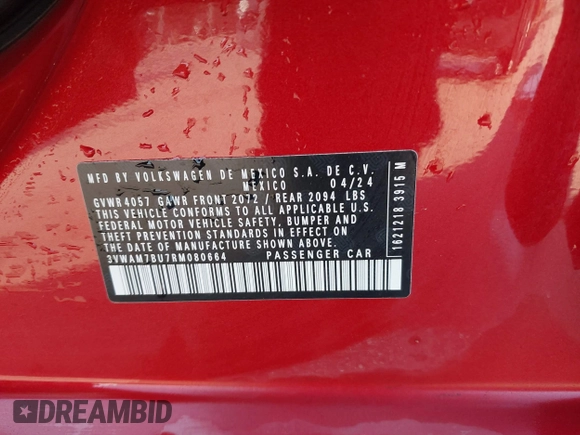 MFD BY VOLKSWAGEN DE MEXICO S.A. DE C.V.
MEXICO 04/24
GVWR 4057 GAWR FRONT 2072 / REAR 2094 LBS
THIS VEHICLE CONFORMS TO ALL APPLICABLE U.S.
FEDERAL MOTOR VEHICLE SAFETY, BUMPER AND
THEFT PREVENTION STANDARDS IN EFFECT ON
THE DATE OF MANUFACTURE SHOWN ABOVE.
3VWAM7BU7RM080664 PASSENGER CAR
1621218 3915 M
DREAMBID